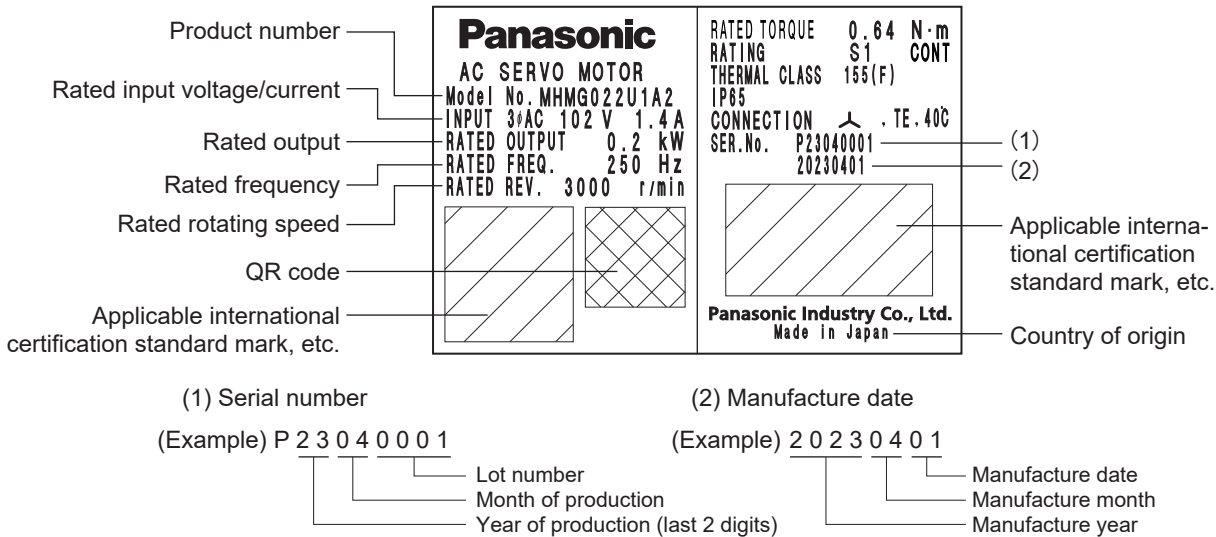 Product number
Rated input voltage/current
Rated output
Rated frequency
Rated rotating speed
QR code
Applicable international
certification standard mark, etc.
Panasonic
AC SERVO MOTOR
Model No. MHMG022U1A2
INPUT 3φAC 102 V 1.4 A
RATED OUTPUT 0.2 kW
RATED FREQ. 250 Hz
RATED REV. 3000 r/min
RATED TORQUE 0.64 N·m
RATING S1 CONT
THERMAL CLASS 155(F)
IP65
CONNECTION , TE, 40℃
SER.No. P23040001
20230401
Panasonic Industry Co., Ltd.
Made in Japan
(1)
(2)
Applicable interna-
tional certification
standard mark, etc.
Country of origin
(1) Serial number
(Example) P 2 3 0 4 0 0 0 1
Lot number
Month of production
Year of production (last 2 digits)
(2) Manufacture date
(Example) 2 0 2 3 0 4 0 1
Manufacture date
Manufacture month
Manufacture year